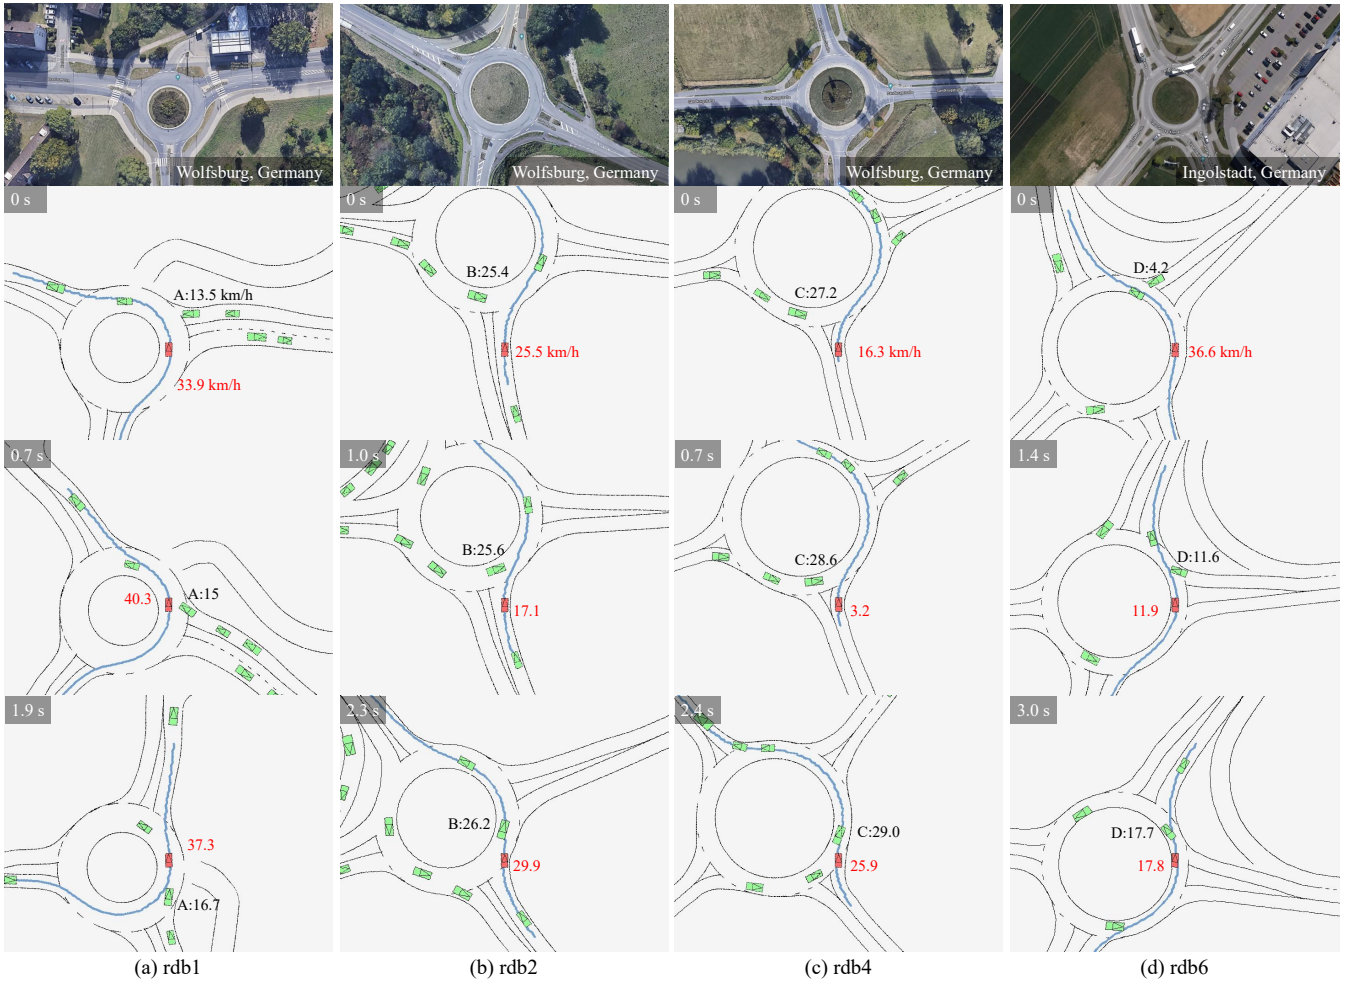 Wolfsburg, Germany
Wolfsburg, Germany
Wolfsburg, Germany
Ingolstadt, Germany
0 s
A:13.5 km/h
33.9 km/h
0 s
B:25.4
25.5 km/h
0 s
C:27.2
16.3 km/h
0 s
D:4.2
36.6 km/h
0.7 s
40.3
A:15
1.0 s
B:25.6
17.1
0.7 s
C:28.6
3.2
1.4 s
D:11.6
11.9
1.9 s
37.3
A:16.7
2.3 s
B:26.2
29.9
2.4 s
C:29.0
25.9
3.0 s
D:17.7
17.8
(a) rdb1
(b) rdb2
(c) rdb4
(d) rdb6